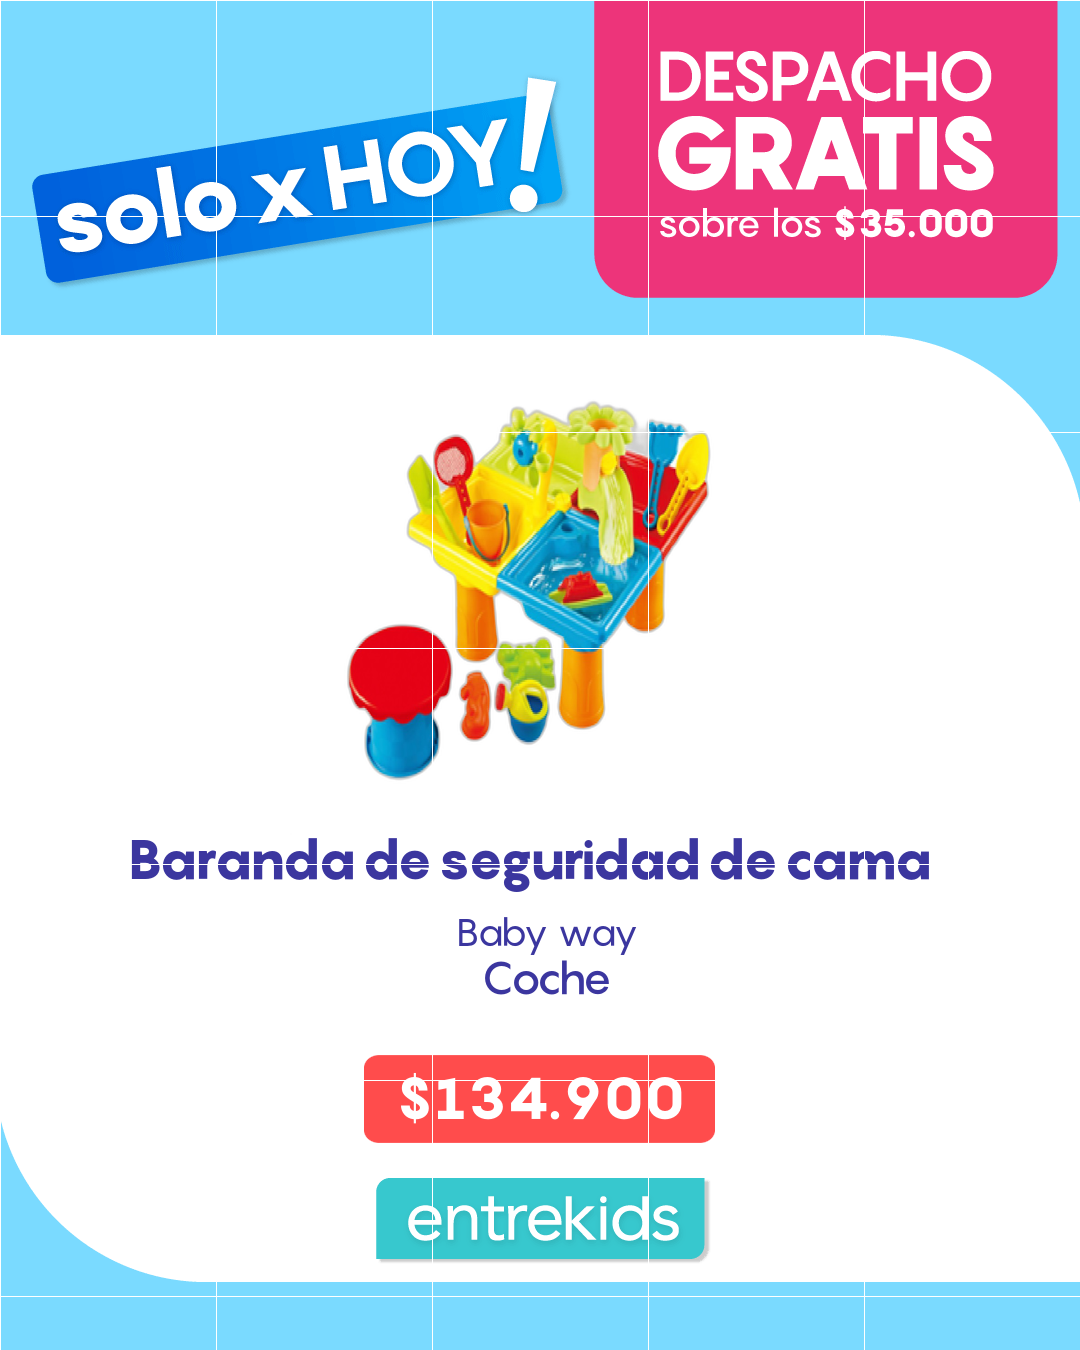 solo x HOY!
DESPACHO
GRATIS
sobre los $35.000
Baranda de seguridad de cama
Baby way
Coche
$134.900
entrekids